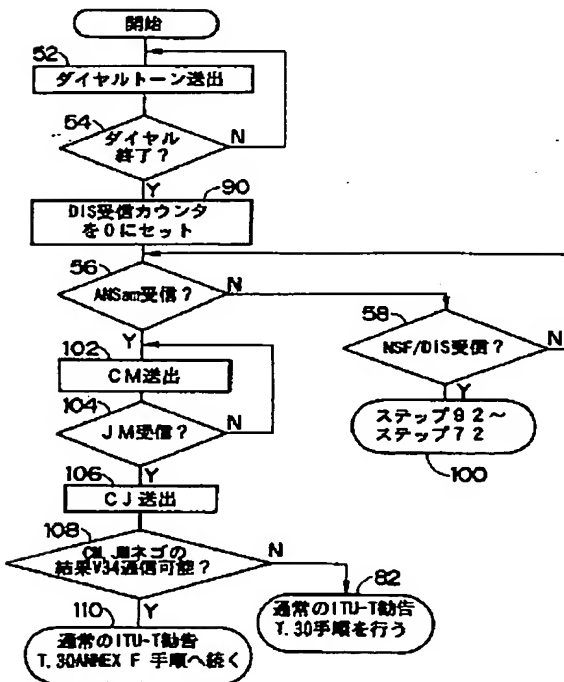 開始
52
ダイヤルトーン送出
54
ダイヤル
終了？
N
Y
90
DIS受信カウンタ
を0にセット
56
ANSam受信？
N
Y
58
NSF/DIS受信？
N
Y
102
CM送出
ステップ92～
ステップ72
100
104
JM受信？
N
Y
106
CJ送出
108
CM,JMネゴの
結果V34通信可能？
N
Y
82
通常のITU-T勧告
T.30手順を行う
110
通常のITU-T勧告
T.30ANNEX F 手順へ続く